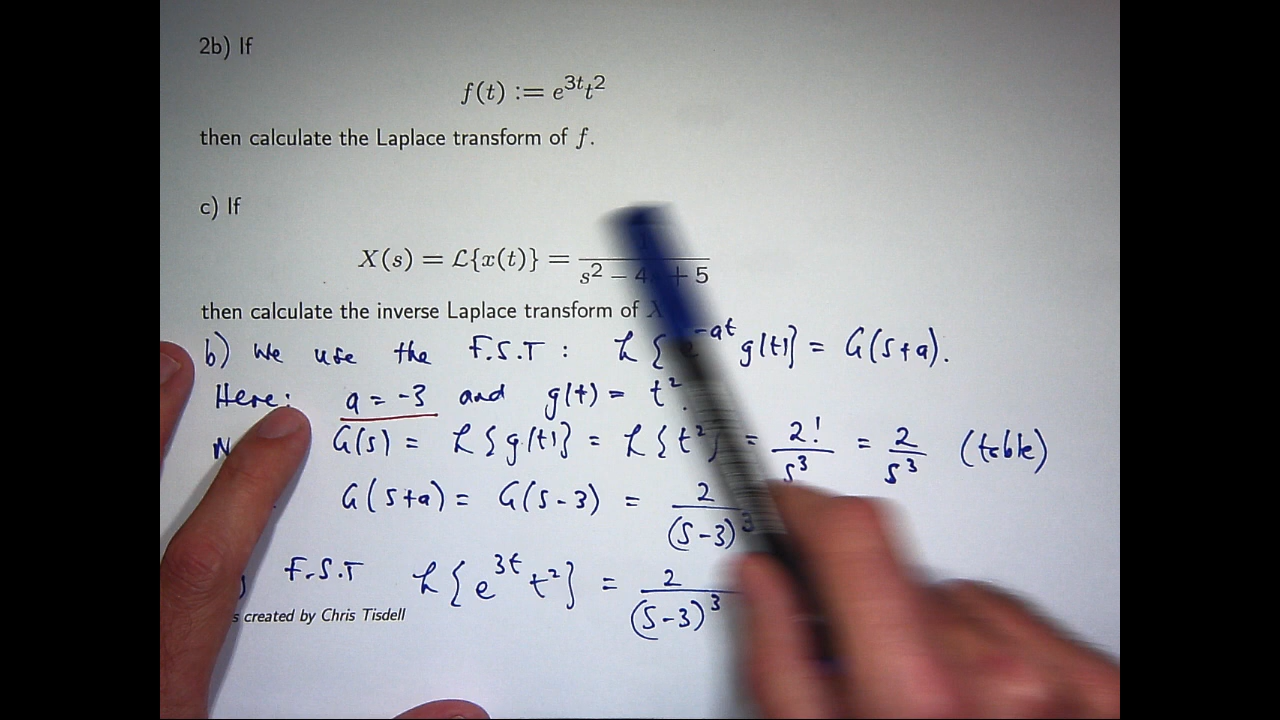 2b) If
f(t) := e^{3t}t^2
then calculate the Laplace transform of f.
c) If
X(s) = ℒ{x(t)} = / s^2 − 4 + 5
then calculate the inverse Laplace transform of
b) We use the F.S.T : ℒ{e^{-at} g(t)} = G(s+a).
Here: a = -3 and g(t) = t^2.
G(s) = ℒ{g(t)} = ℒ{t^2} = 2!/s^3 = 2/s^3 (table)
G(s+a) = G(s-3) = 2/(s-3)^3
F.S.T ℒ{e^{3t} t^2} = 2/(s-3)^3
created by Chris Tisdell